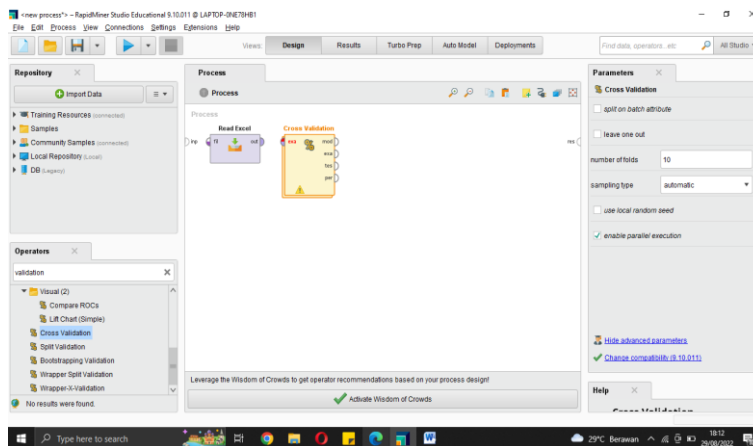 <new process*> – RapidMiner Studio Educational 9.10.011 @ LAPTOP-0NE78HB1
File Edit Process View Connections Settings Extensions Help
Views: Design Results Turbo Prep Auto Model Deployments
Find data, operators...etc All Studio
Repository
Import Data
Training Resources (connected)
Samples
Community Samples (connected)
Local Repository (Local)
DB (Legacy)
Operators
validation
Visual (2)
Compare ROCs
Lift Chart (Simple)
Cross Validation
Split Validation
Bootstrapping Validation
Wrapper Split Validation
Wrapper-X-Validation
No results were found.
Process
Process
Process
Read Excel
Cross Validation
inp
fil
out
exa
mod
exa
tes
per
res
Leverage the Wisdom of Crowds to get operator recommendations based on your process design!
Activate Wisdom of Crowds
Parameters
Cross Validation
split on batch attribute
leave one out
number of folds 10
sampling type automatic
use local random seed
enable parallel execution
Hide advanced parameters
Change compatibility (9.10.011)
Help
Cross Validation
Type here to search
29°C Berawan
18:12
29/08/2022